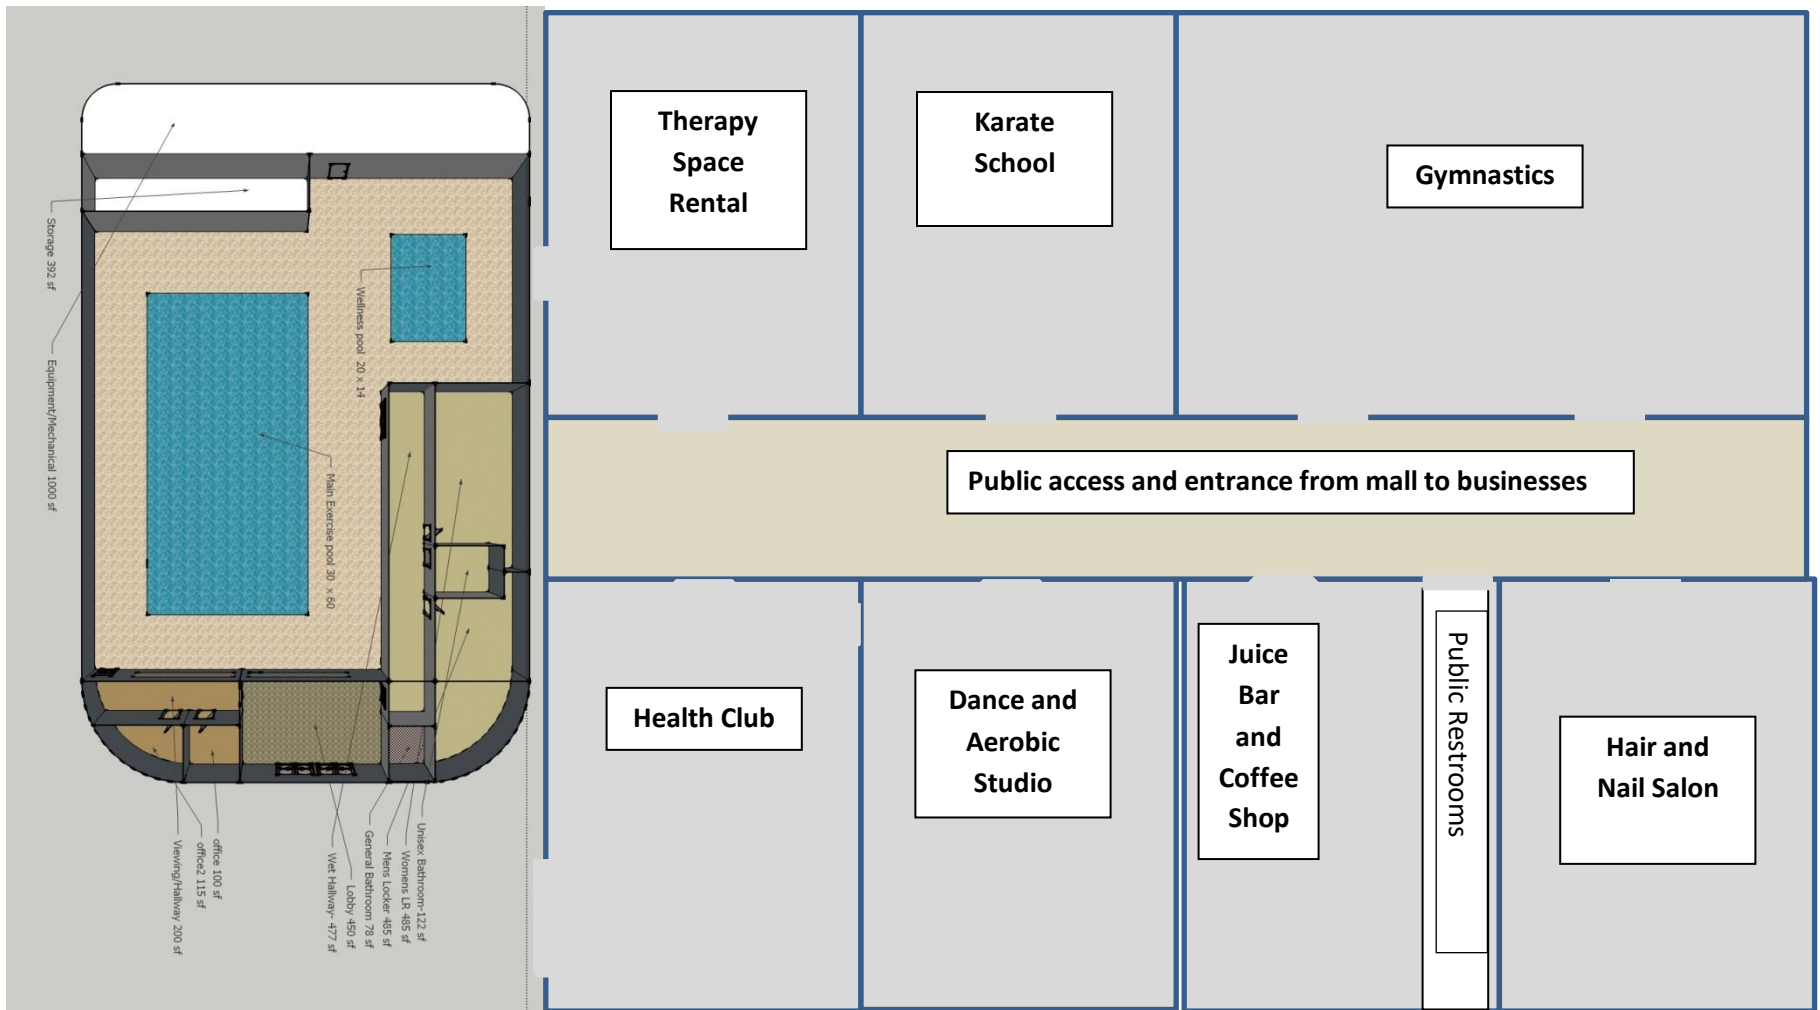 Storage 392 sf
Equipment/Mechanical 1000 sf
Wellness pool 20 x 14
Main Exercise pool 30 x 60
Unisex Bathroom-122 sf
Womens LR 485 sf
Mens Locker 485 sf
General Bathroom 78 sf
Lobby 450 sf
Wet Hallway- 477 sf
office 100 sf
office2 115 sf
Viewing/Hallway 200 sf
Therapy
Space
Rental
Karate
School
Gymnastics
Public access and entrance from mall to businesses
Health Club
Dance and
Aerobic
Studio
Juice
Bar
and
Coffee
Shop
Public Restrooms
Hair and
Nail Salon